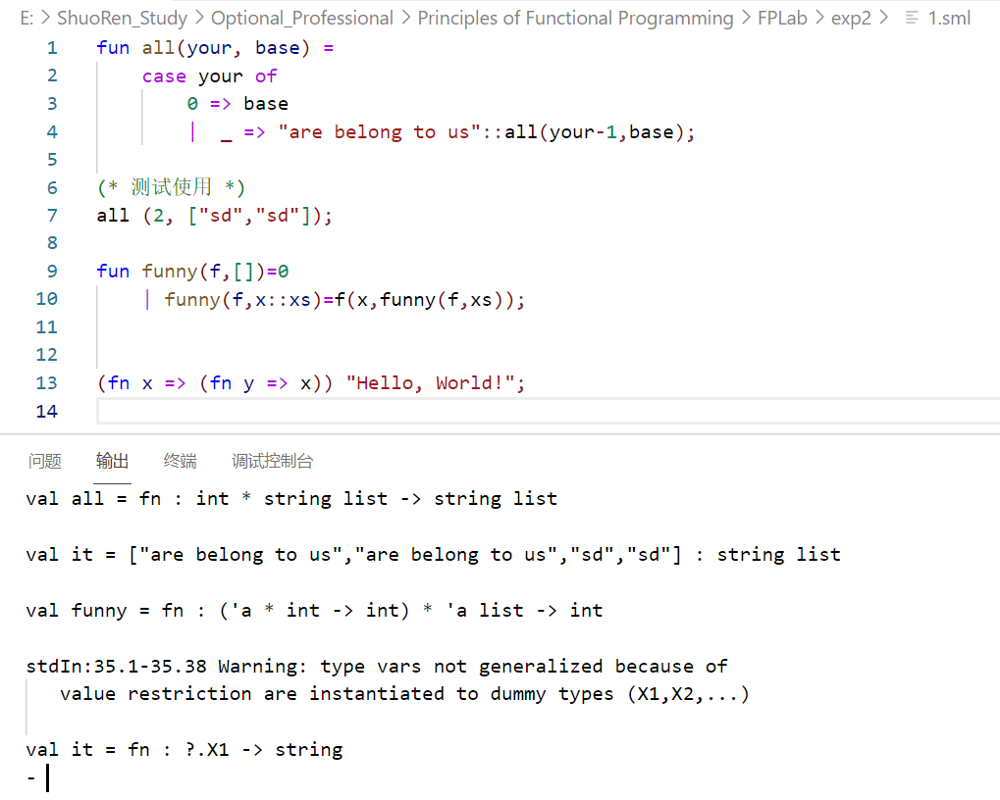 E: > ShuoRen_Study > Optional_Professional > Principles of Functional Programming > FPLab > exp2 > 1.sml
1 fun all(your, base) =
2 case your of
3 0 => base
4 | _ => "are belong to us"::all(your-1,base);
5
6 (* 测试使用 *)
7 all (2, ["sd","sd"]);
8
9 fun funny(f,[])=0
10 | funny(f,x::xs)=f(x,funny(f,xs));
11
12
13 (fn x => (fn y => x)) "Hello, World!";
14
问题 输出 终端 调试控制台
val all = fn : int * string list -> string list
val it = ["are belong to us","are belong to us","sd","sd"] : string list
val funny = fn : ('a * int -> int) * 'a list -> int
stdIn:35.1-35.38 Warning: type vars not generalized because of
value restriction are instantiated to dummy types (X1,X2,...)
val it = fn : ?.X1 -> string
-